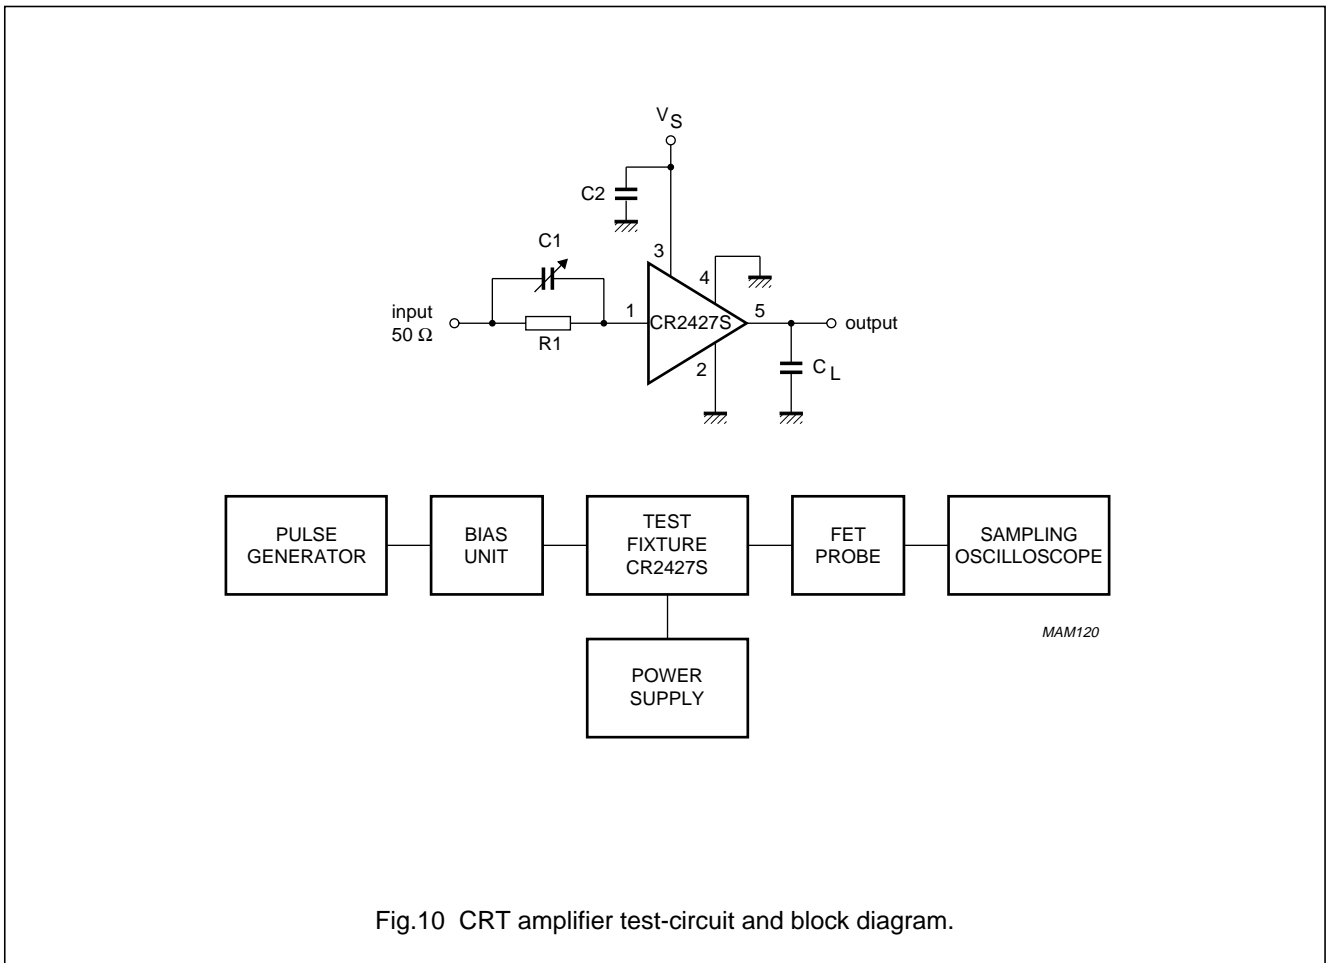 V S
C2
3
C1
4
input
50 Ω
1
CR2427S
5
output
R1
2
C L
PULSE
GENERATOR
BIAS
UNIT
TEST
FIXTURE
CR2427S
FET
PROBE
SAMPLING
OSCILLOSCOPE
MAM120
POWER
SUPPLY
Fig.10 CRT amplifier test-circuit and block diagram.